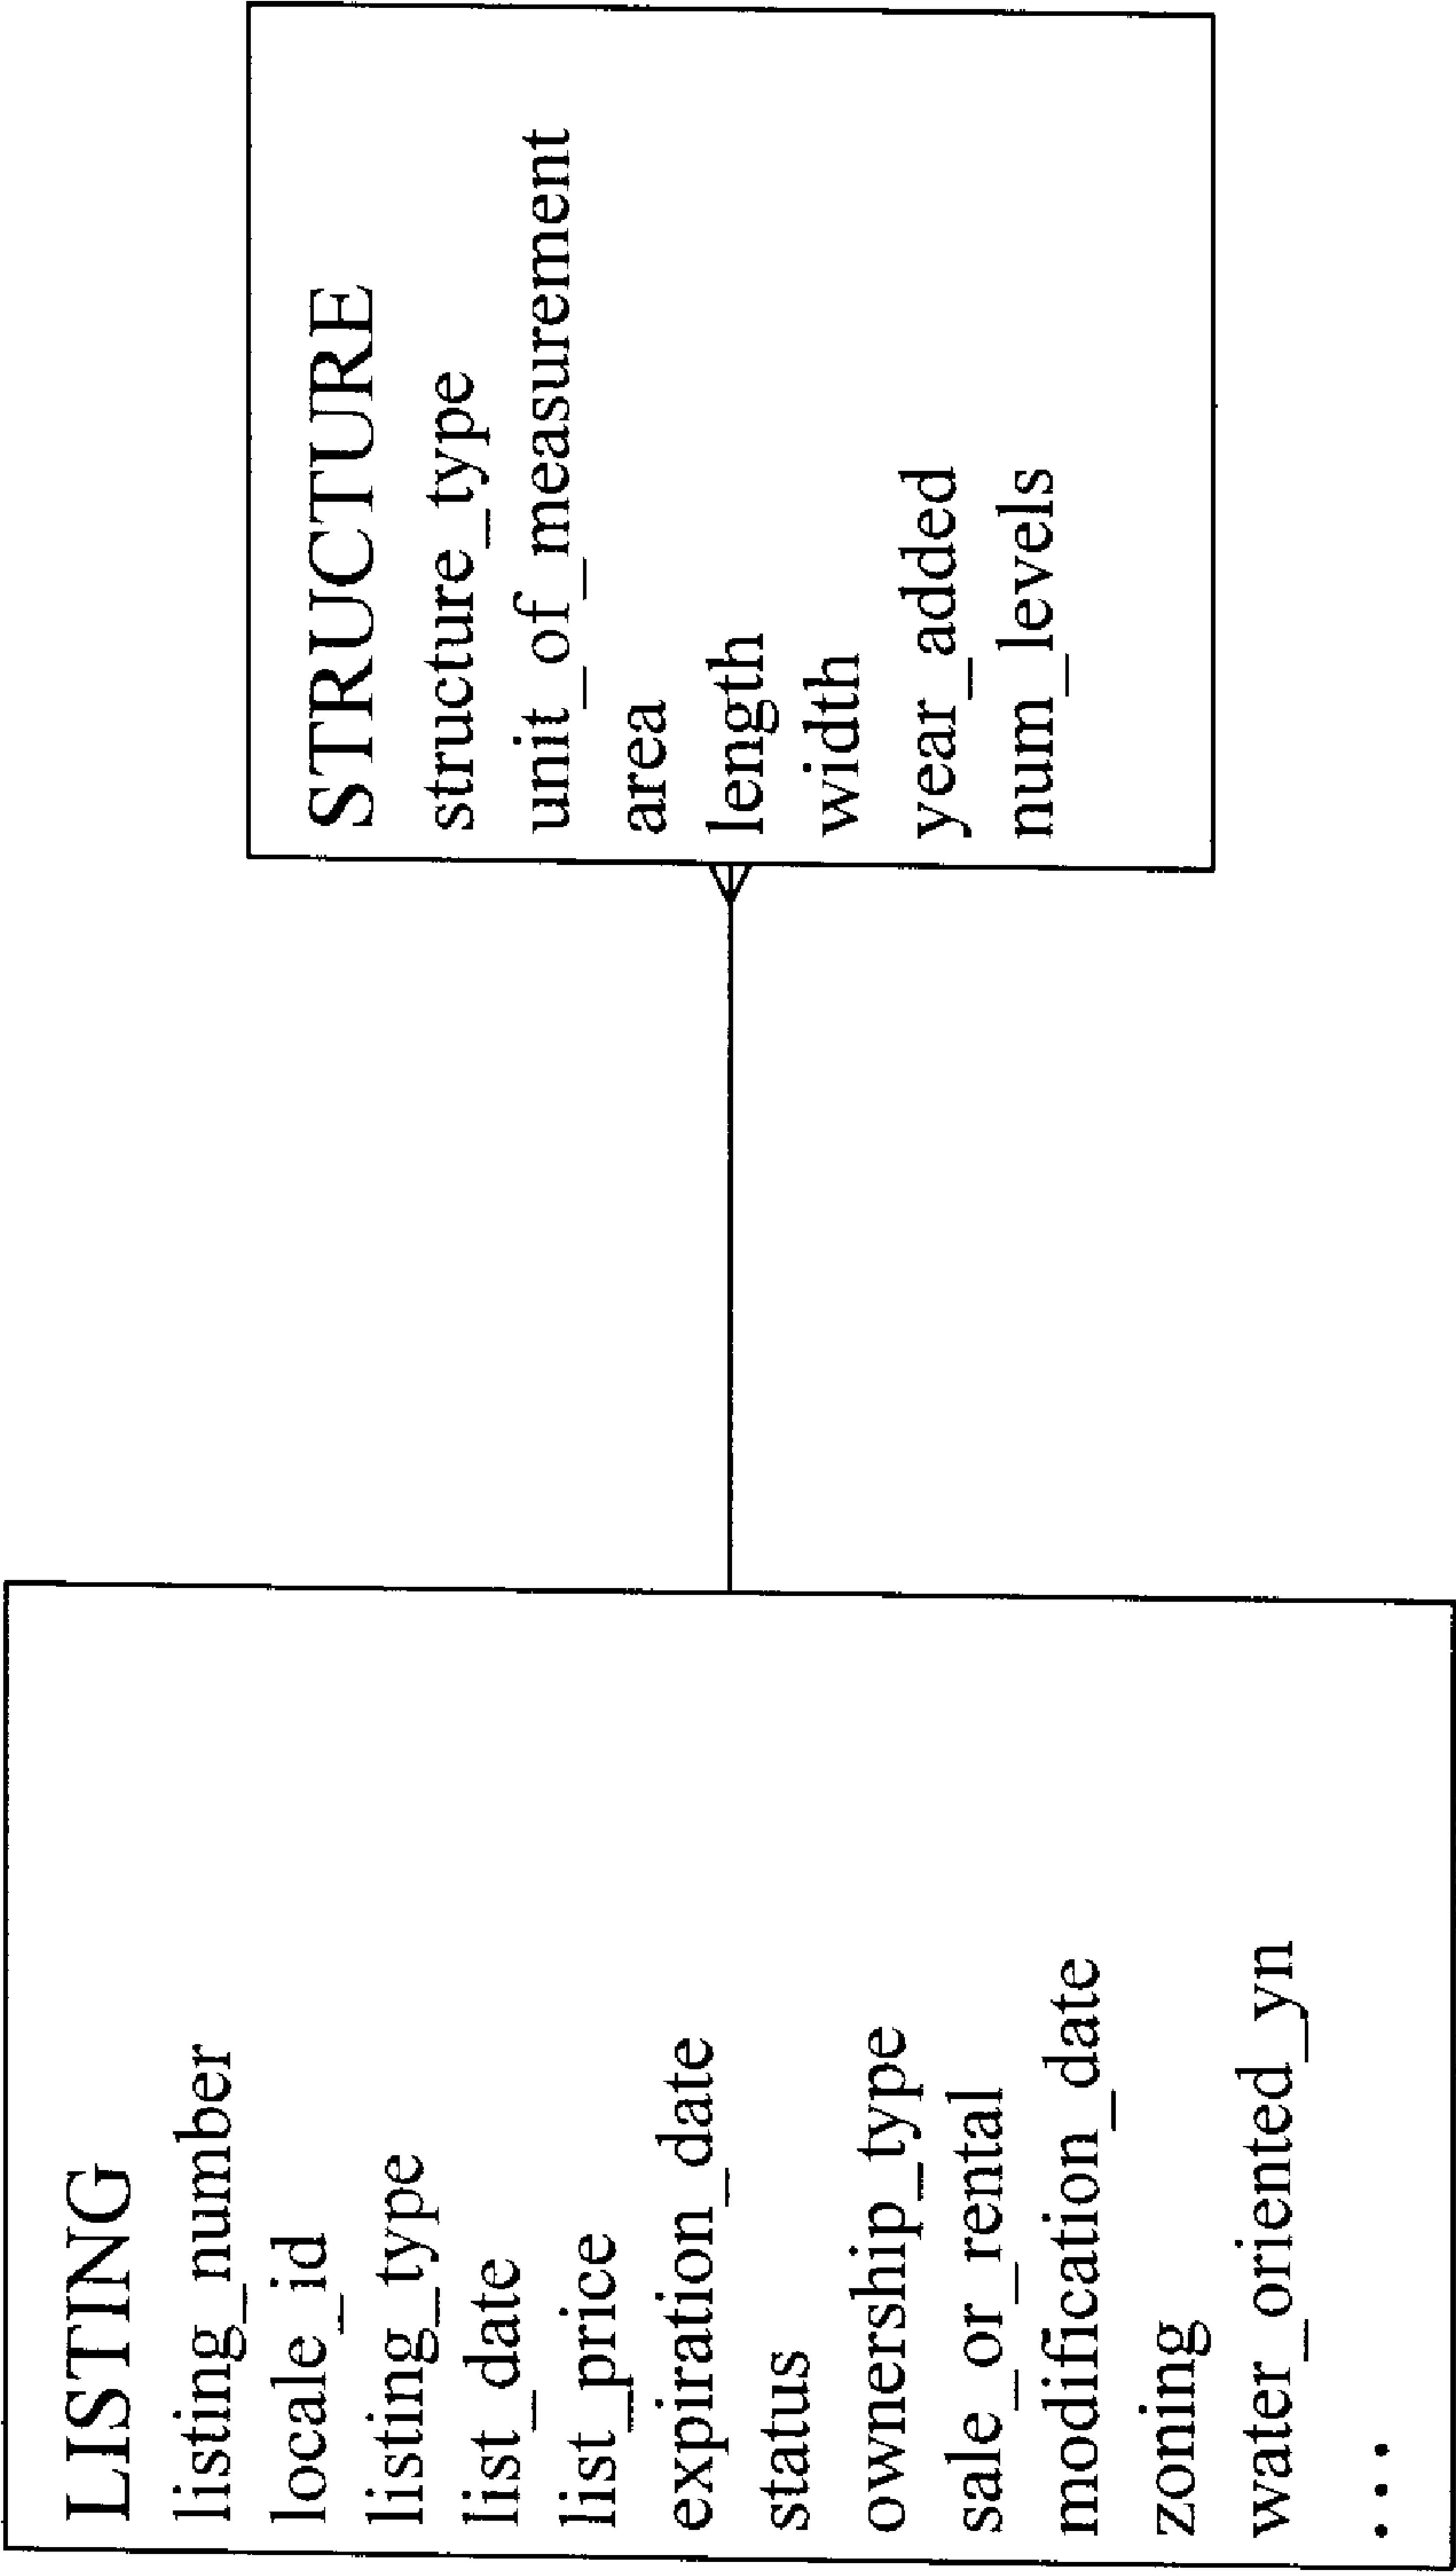 LISTING
listing_number
locale_id
listing_type
list_date
list_price
expiration_date
status
ownership_type
sale_or_rental
modification_date
zoning
water_oriented_yn
...
STRUCTURE
structure_type
unit_of_measurement
area
length
width
year_added
num_levels